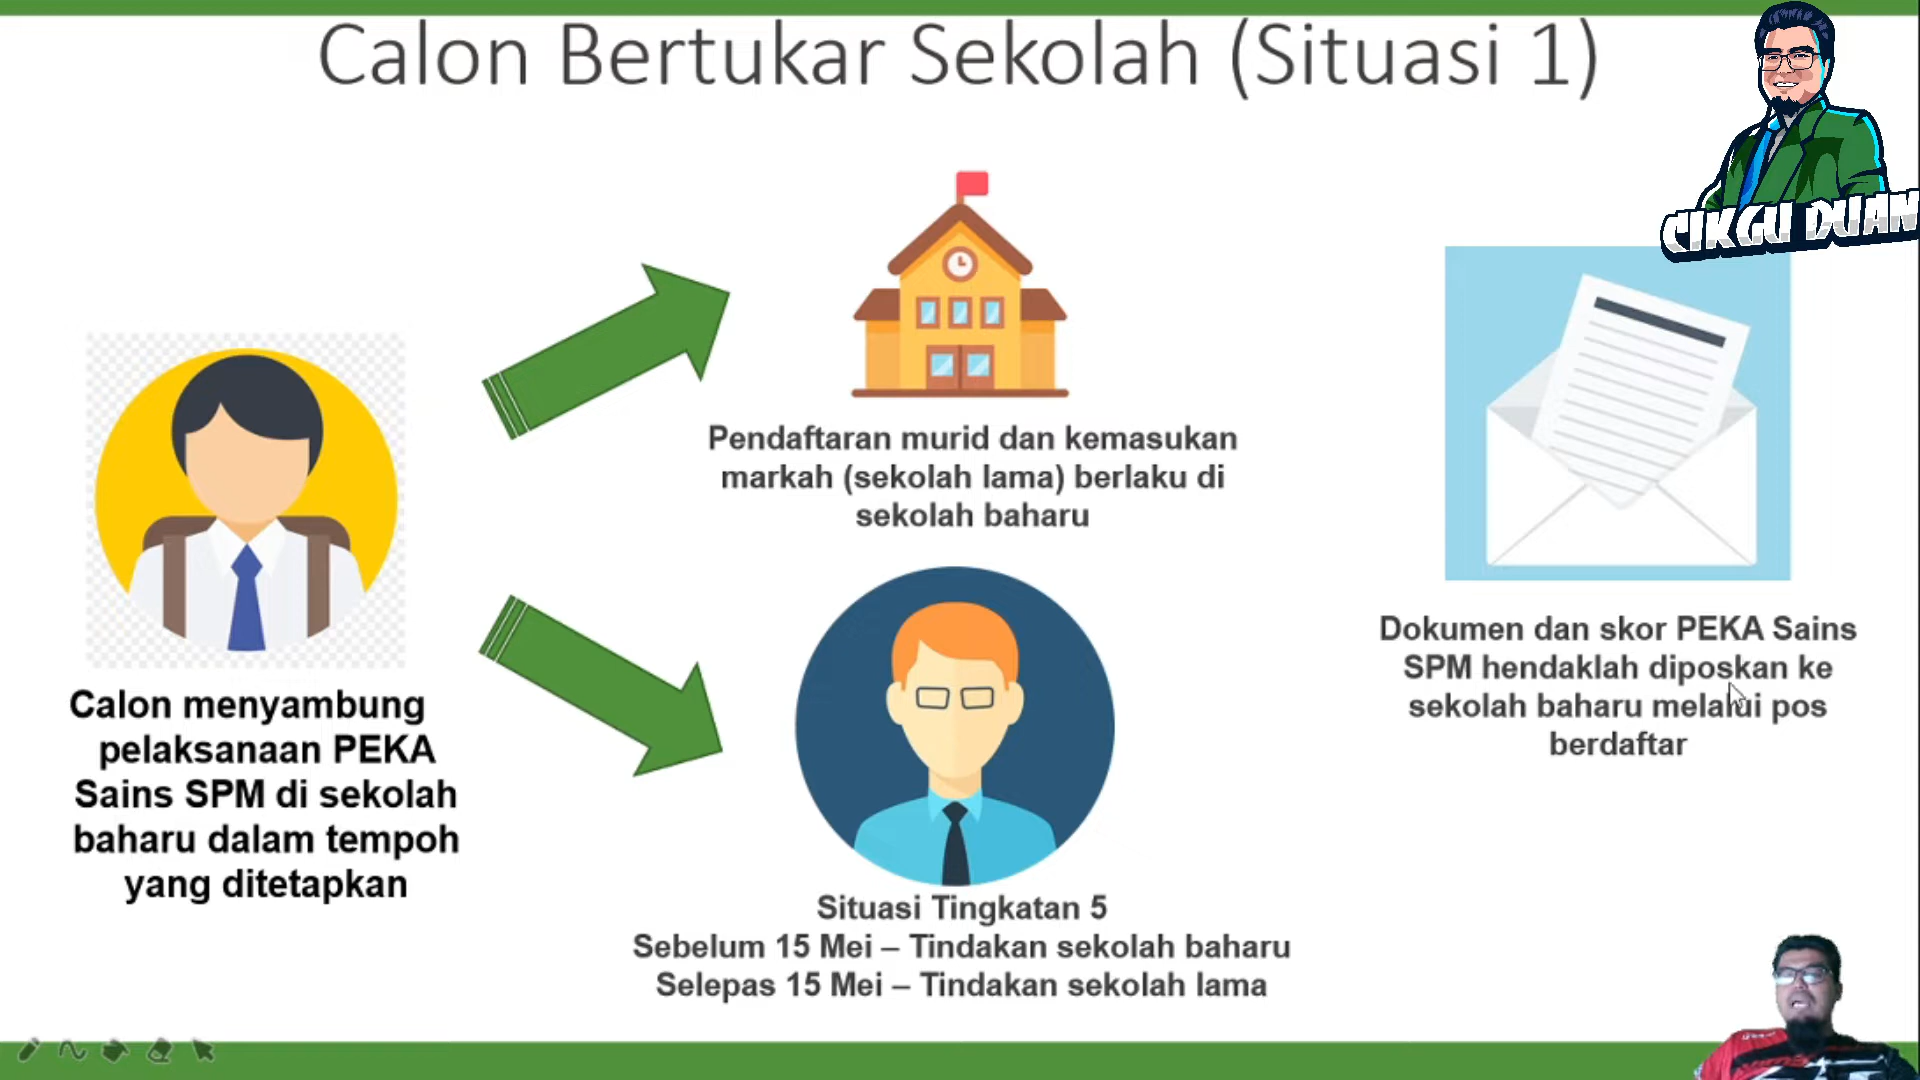 Calon Bertukar Sekolah (Situasi 1)
CIKGU DUAN
Calon menyambung
pelaksanaan PEKA
Sains SPM di sekolah
baharu dalam tempoh
yang ditetapkan
Pendaftaran murid dan kemasukan
markah (sekolah lama) berlaku di
sekolah baharu
Situasi Tingkatan 5
Sebelum 15 Mei – Tindakan sekolah baharu
Selepas 15 Mei – Tindakan sekolah lama
Dokumen dan skor PEKA Sains
SPM hendaklah diposkan ke
sekolah baharu melalui pos
berdaftar